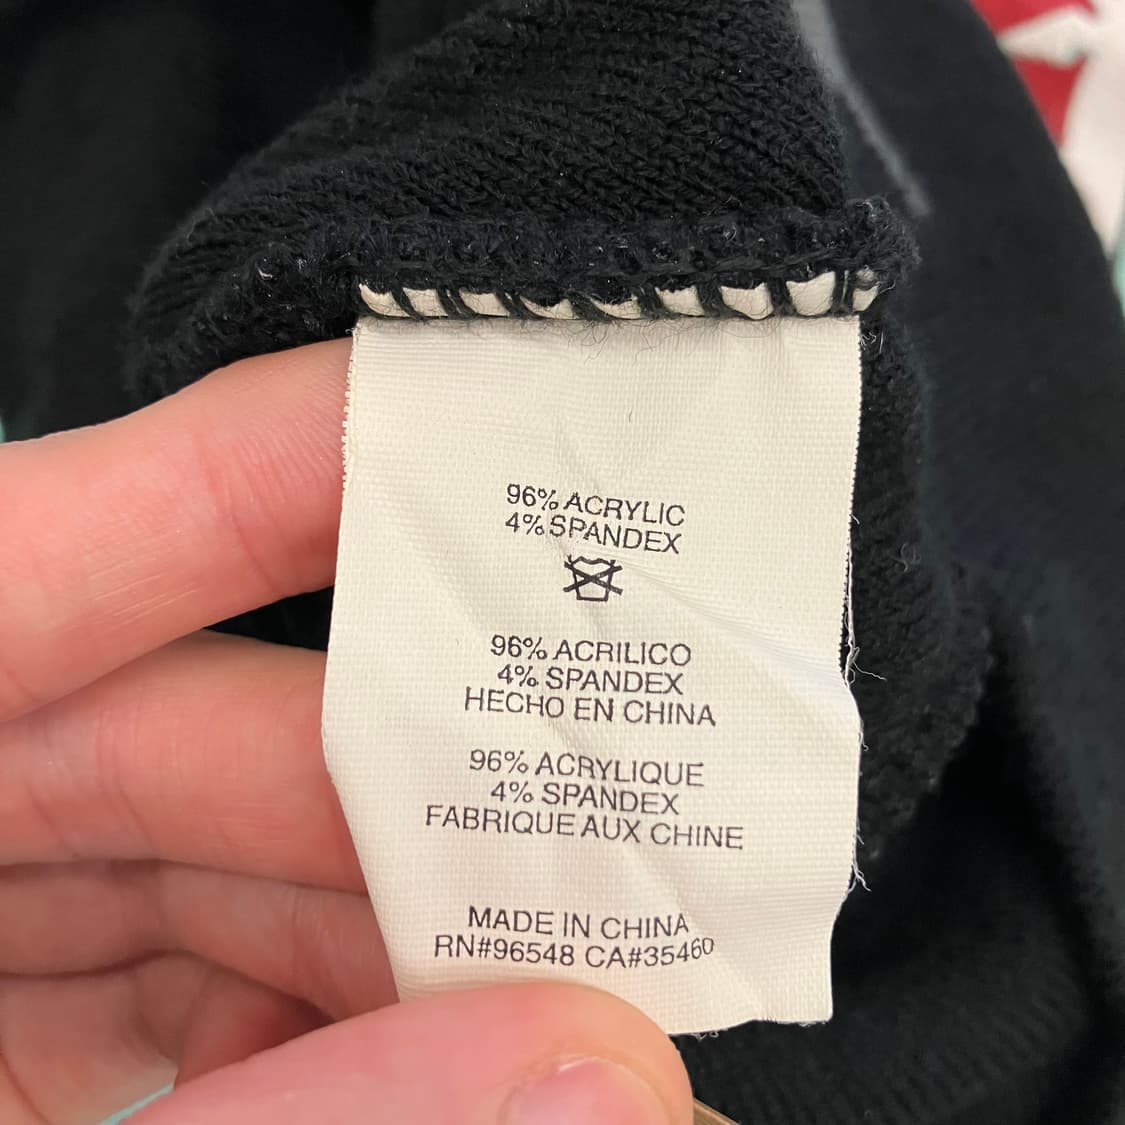 96% ACRYLIC
4% SPANDEX
96% ACRILICO
4% SPANDEX
HECHO EN CHINA
96% ACRYLIQUE
4% SPANDEX
FABRIQUE AUX CHINE
MADE IN CHINA
RN#96548 CA#35460